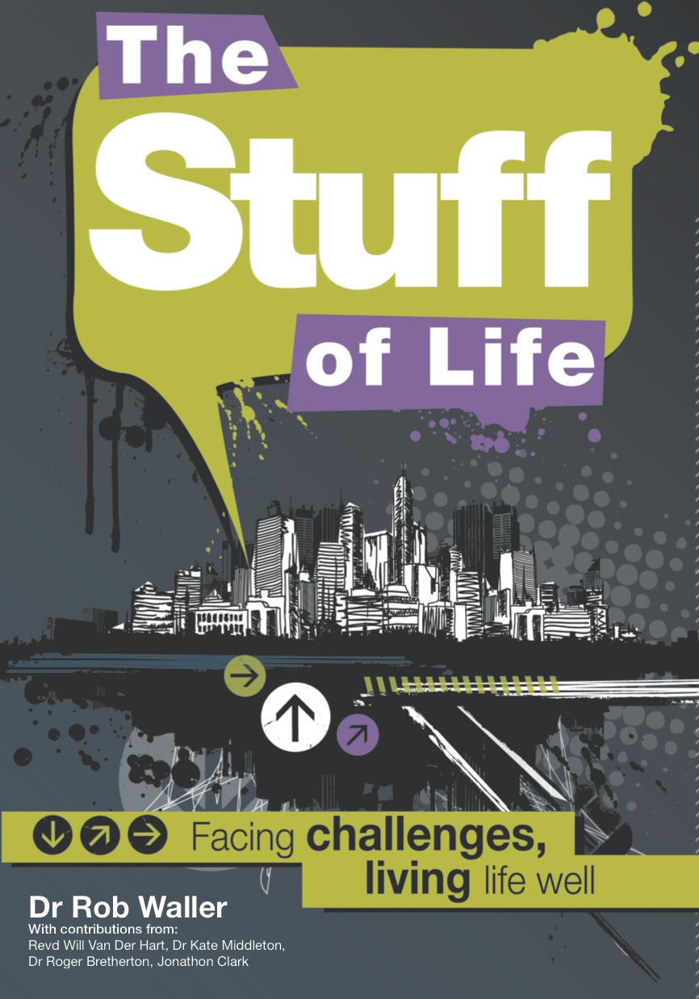 The
Stuff
of Life
Facing challenges,
living life well
Dr Rob Waller
With contributions from:
Revd Will Van Der Hart, Dr Kate Middleton,
Dr Roger Bretherton, Jonathon Clark